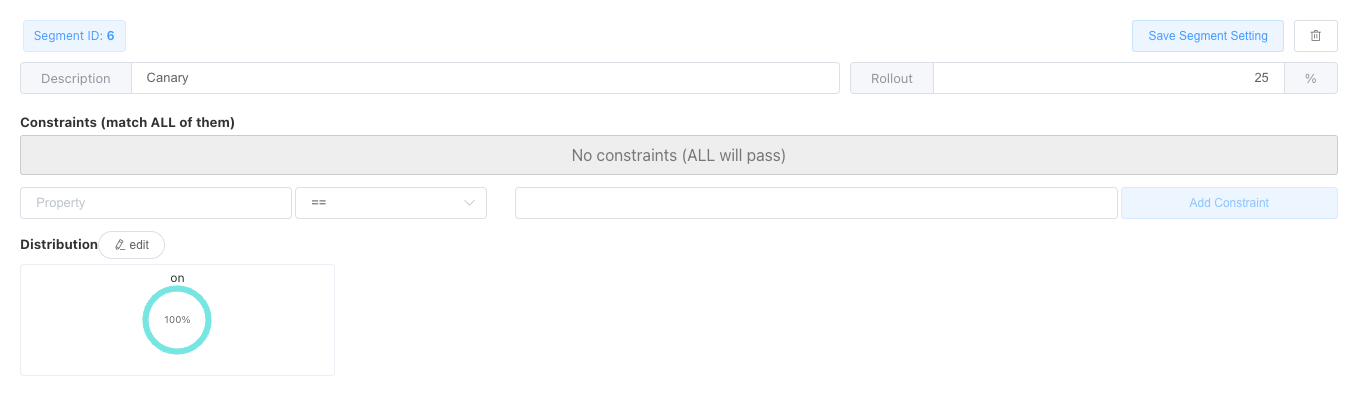 Segment ID: 6
Save Segment Setting
Description Canary Rollout 25 %
Constraints (match ALL of them)
No constraints (ALL will pass)
Property == Add Constraint
Distribution edit
on
100%